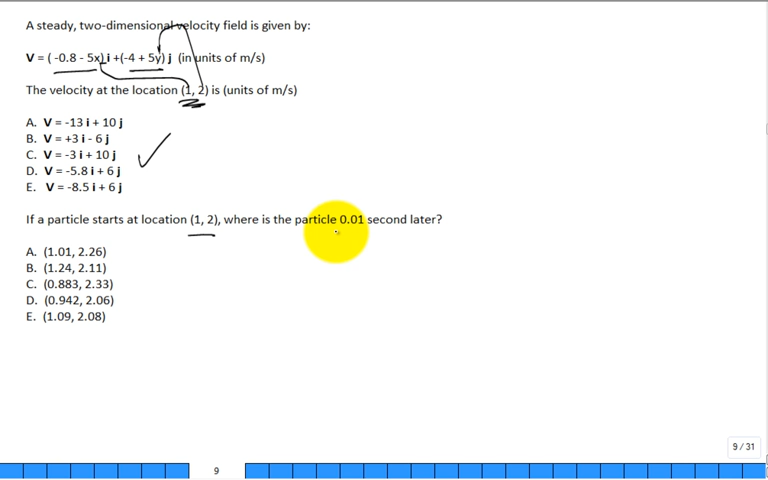 A steady, two-dimensional velocity field is given by:
V = ( -0.8 - 5x) i +(-4 + 5y) j (in units of m/s)
The velocity at the location (1, 2) is (units of m/s)
A. V = -13 i + 10 j
B. V = +3 i - 6 j
C. V = -3 i + 10 j
D. V = -5.8 i + 6 j
E. V = -8.5 i + 6 j
If a particle starts at location (1, 2), where is the particle 0.01 second later?
A. (1.01, 2.26)
B. (1.24, 2.11)
C. (0.883, 2.33)
D. (0.942, 2.06)
E. (1.09, 2.08)
9 / 31
9